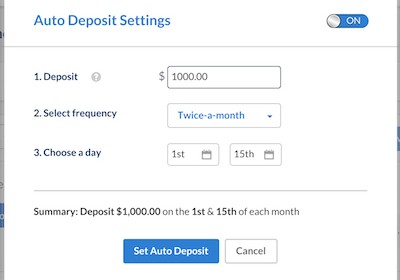 Auto Deposit Settings
ON
1. Deposit ? $ 1000.00
2. Select frequency Twice-a-month
3. Choose a day 1st 15th
Summary: Deposit $1,000.00 on the 1st & 15th of each month
Set Auto Deposit Cancel